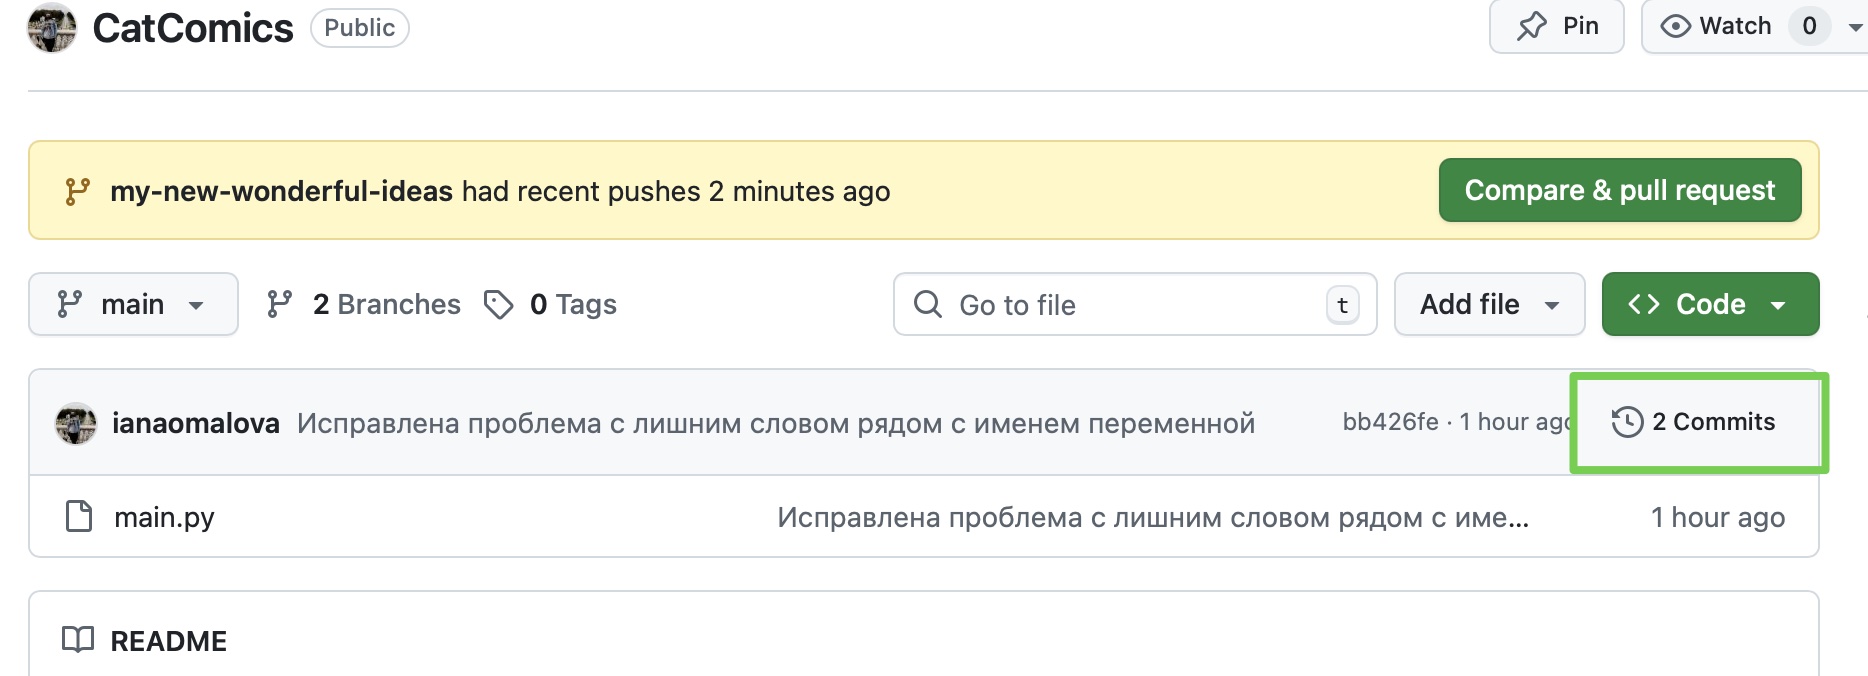 CatComics Public Pin Watch 0
my-new-wonderful-ideas had recent pushes 2 minutes ago Compare & pull request
main 2 Branches 0 Tags Go to file t Add file Code
ianaomalova Исправлена проблема с лишним словом рядом с именем переменной bb426fe · 1 hour ago 2 Commits
main.py Исправлена проблема с лишним словом рядом с име... 1 hour ago
README